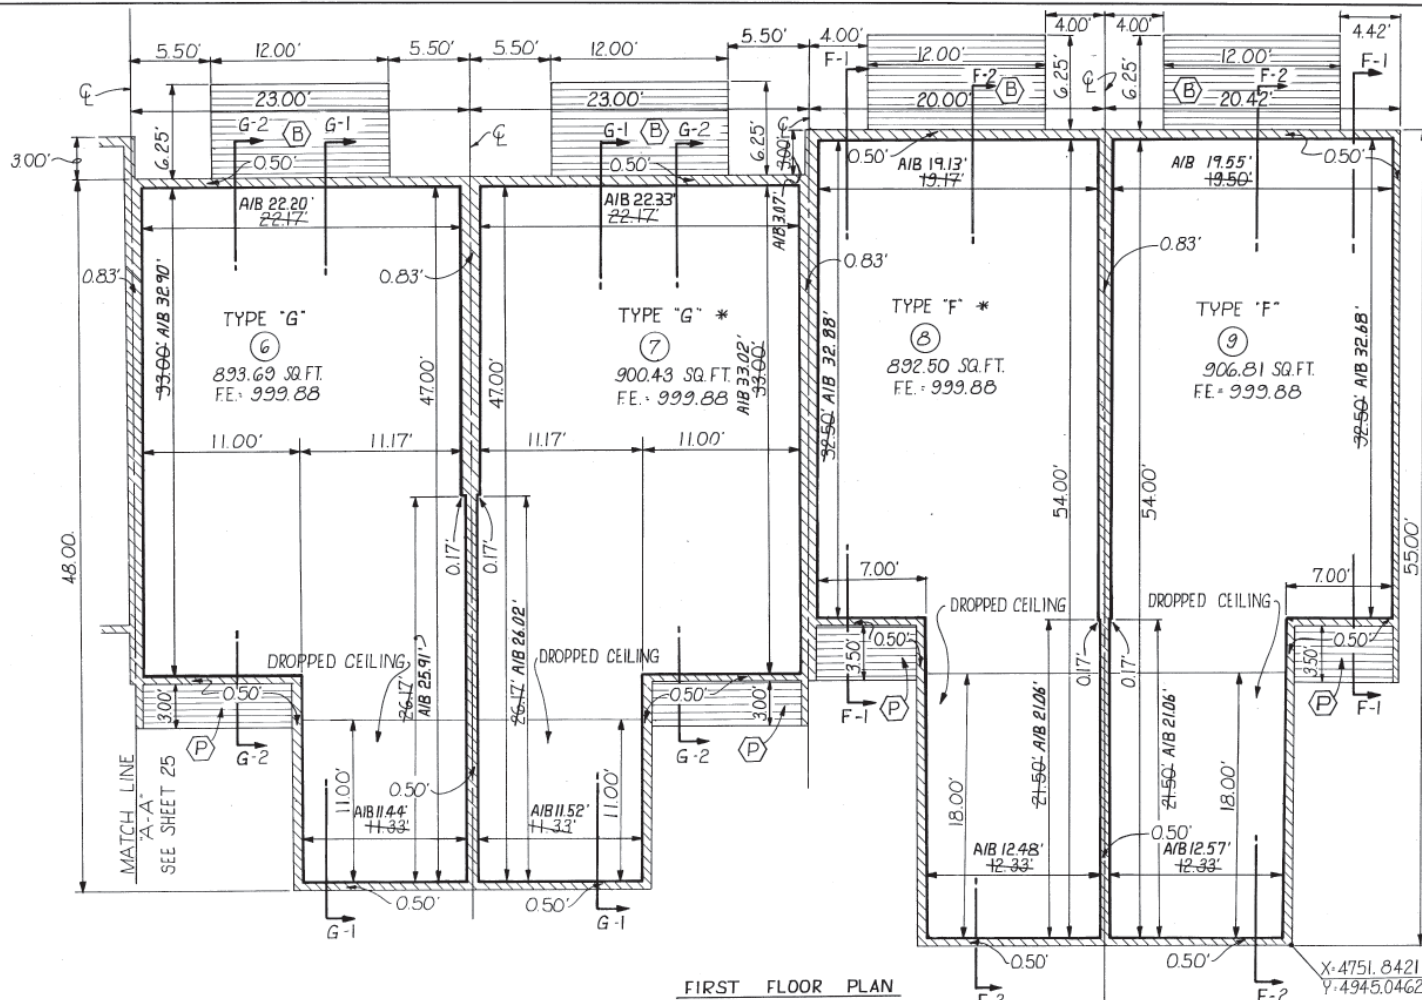 5.50'
12.00'
5.50'
5.50'
12.00'
5.50'
4.00'
4.00'
4.00'
4.42'
F-1
12.00'
F-2
B
6.25'
℄
6.25'
12.00'
F-2
B
F-1
℄
23.00'
23.00'
20.00'
20.42'
3.00'
6.25'
G-2
B
G-1
℄
G-1
B
G-2
6.25'
3.00'
℄
0.50'
0.50'
0.50'
0.50'
A/B 22.20'
22.17'
A/B 22.33'
22.17'
A/B 3.07'
A/B 19.13'
19.17'
A/B 19.55'
19.50'
0.83'
33.00' A/B 32.90'
0.83'
0.83'
0.83'
TYPE "G"
6
893.69 SQ.FT.
F.E.= 999.88
47.00'
47.00'
TYPE "G" *
7
900.43 SQ.FT.
F.E.= 999.88
A/B 33.02'
33.00'
32.50' A/B 32.88'
TYPE "F" *
8
892.50 SQ.FT.
F.E.= 999.88
TYPE "F"
9
906.81 SQ.FT.
F.E.= 999.88
32.50' A/B 32.68'
11.00'
11.17'
11.17'
11.00'
54.00'
54.00'
48.00'
55.00'
0.17'
0.17'
7.00'
7.00'
DROPPED CEILING
DROPPED CEILING
DROPPED CEILING
DROPPED CEILING
26.17'
A/B 25.91'
26.17' A/B 26.02'
0.50'
0.50'
0.50'
0.50'
3.00'
3.00'
3.50'
3.50'
0.17'
0.17'
P
G-2
G-2
P
F-1
P
P
F-1
MATCH LINE
"A-A"
SEE SHEET 25
11.00'
0.50'
11.00'
21.50' A/B 21.06'
21.50' A/B 21.06'
18.00'
18.00'
A/B 11.44'
11.33'
A/B 11.52'
11.33'
0.50'
A/B 12.48'
12.33'
A/B 12.57'
12.33'
0.50'
0.50'
G-1
G-1
0.50'
0.50'
F-2
F-2
X=4751.8421
Y=4945.0462
FIRST FLOOR PLAN